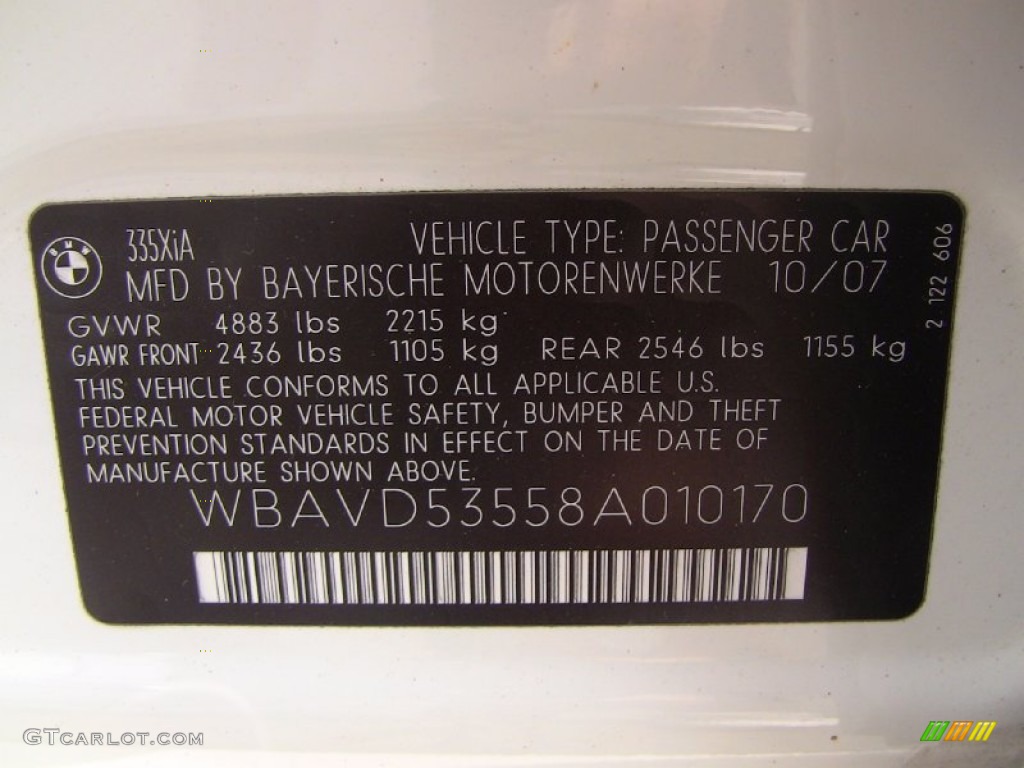 335XiA VEHICLE TYPE: PASSENGER CAR
MFD BY BAYERISCHE MOTORENWERKE 10/07
GVWR 4883 lbs 2215 kg
GAWR FRONT 2436 lbs 1105 kg REAR 2546 lbs 1155 kg
THIS VEHICLE CONFORMS TO ALL APPLICABLE U.S.
FEDERAL MOTOR VEHICLE SAFETY, BUMPER AND THEFT
PREVENTION STANDARDS IN EFFECT ON THE DATE OF
MANUFACTURE SHOWN ABOVE.
WBAVD53558A010170
2 122 606
BMW
GTCARLOT.COM